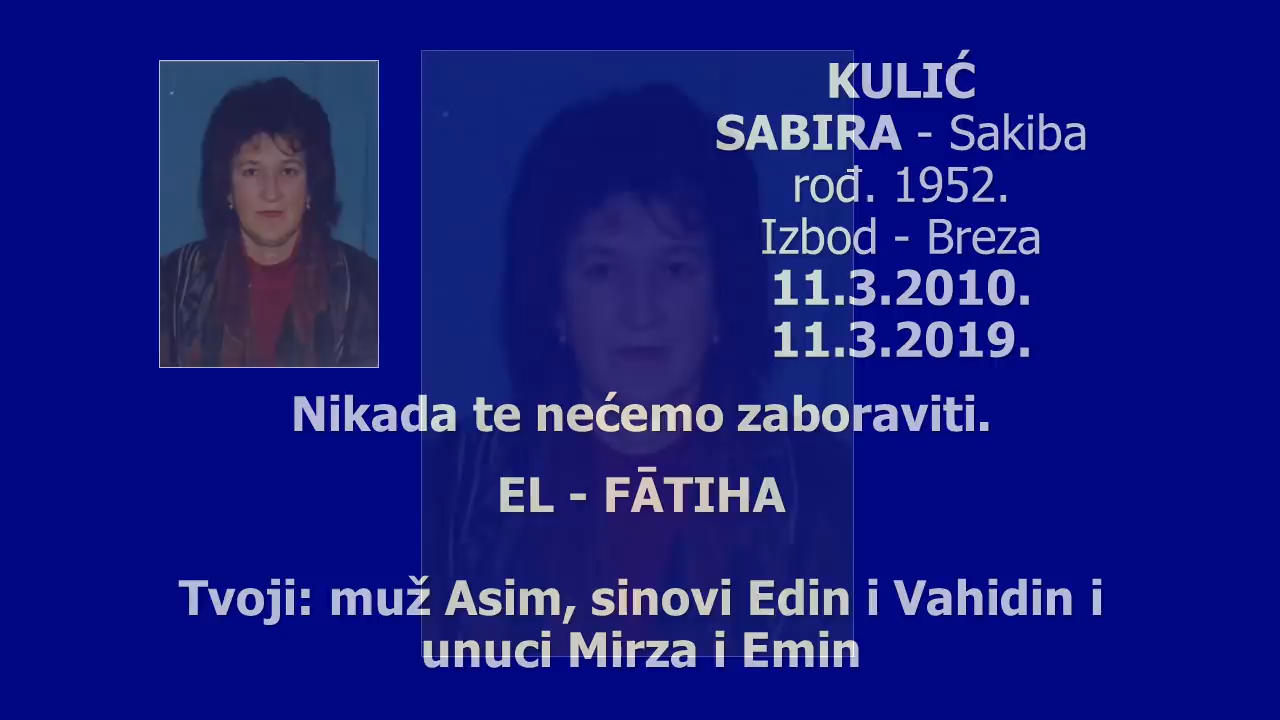 KULIĆ
SABIRA - Sakiba
rođ. 1952.
Izbod - Breza
11.3.2010.
11.3.2019.
Nikada te nećemo zaboraviti.
EL - FĀTIHA
Tvoji: muž Asim, sinovi Edin i Vahidin i
unuci Mirza i Emin